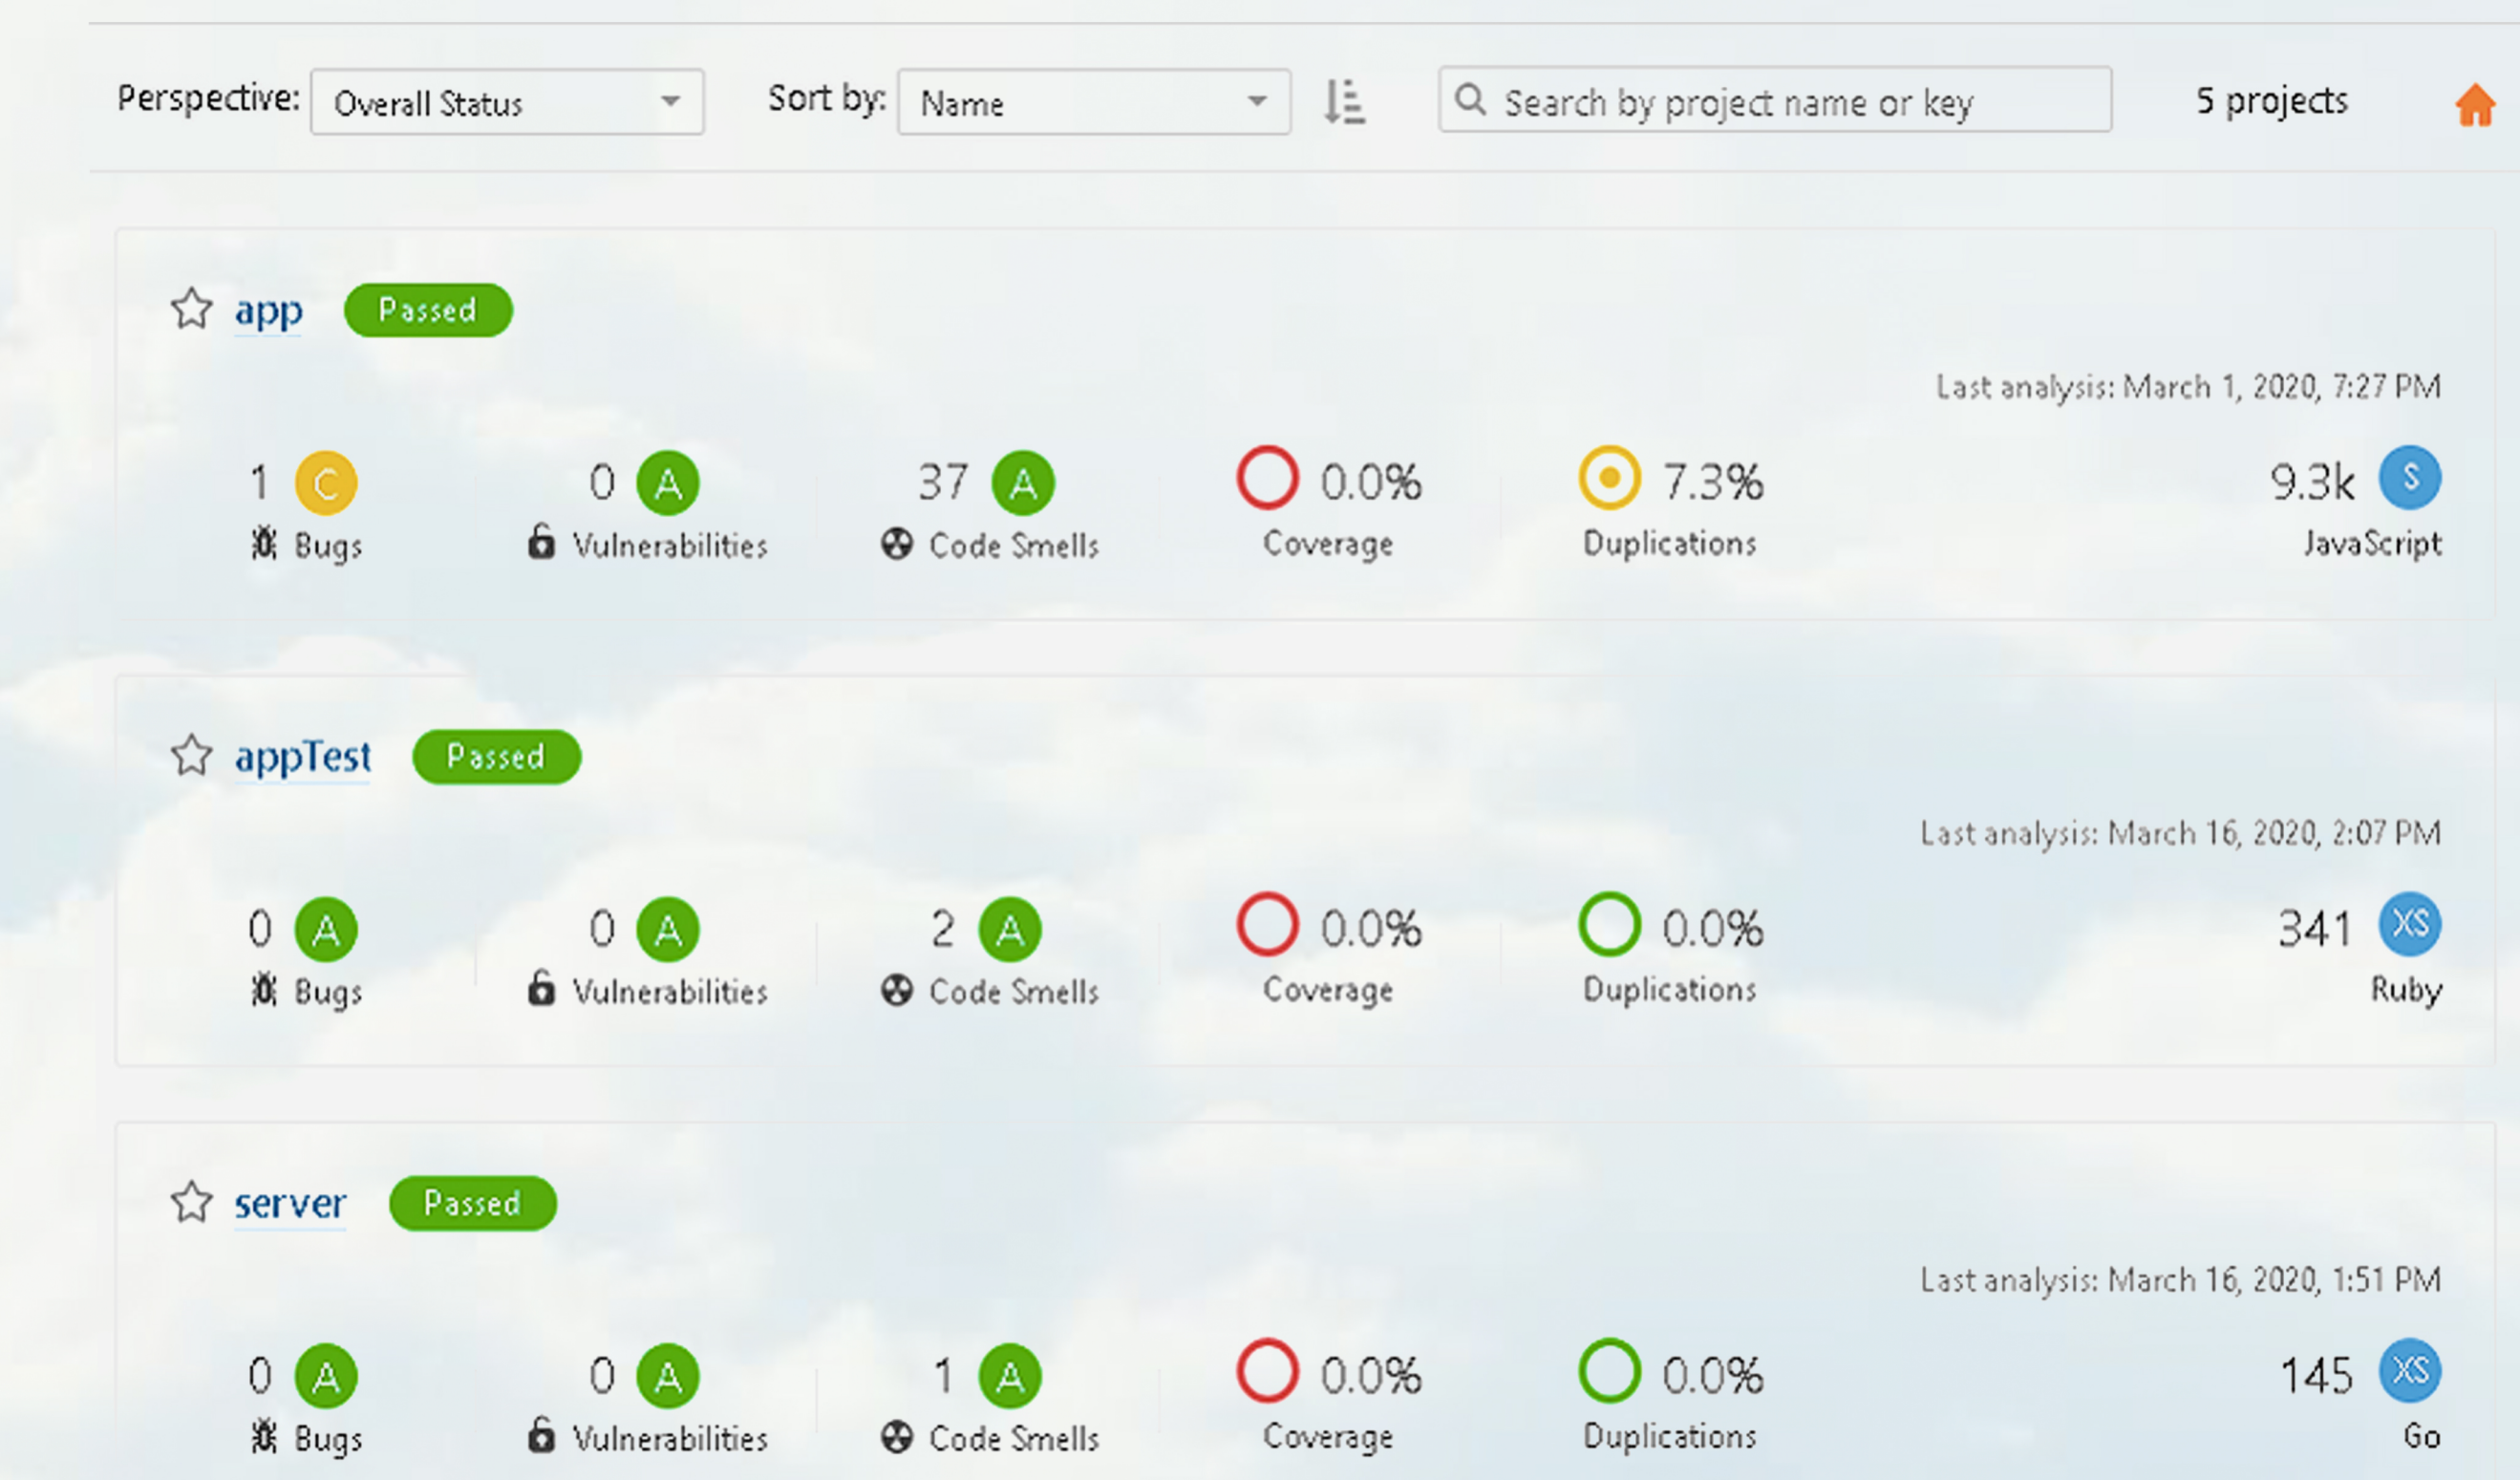 Perspective: Overall Status Sort by: Name Search by project name or key 5 projects
app Passed
Last analysis: March 1, 2020, 7:27 PM
1 C 0 A 37 A 0.0% 7.3% 9.3k S
Bugs Vulnerabilities Code Smells Coverage Duplications JavaScript
appTest Passed
Last analysis: March 16, 2020, 2:07 PM
0 A 0 A 2 A 0.0% 0.0% 341 XS
Bugs Vulnerabilities Code Smells Coverage Duplications Ruby
server Passed
Last analysis: March 16, 2020, 1:51 PM
0 A 0 A 1 A 0.0% 0.0% 145 XS
Bugs Vulnerabilities Code Smells Coverage Duplications Go